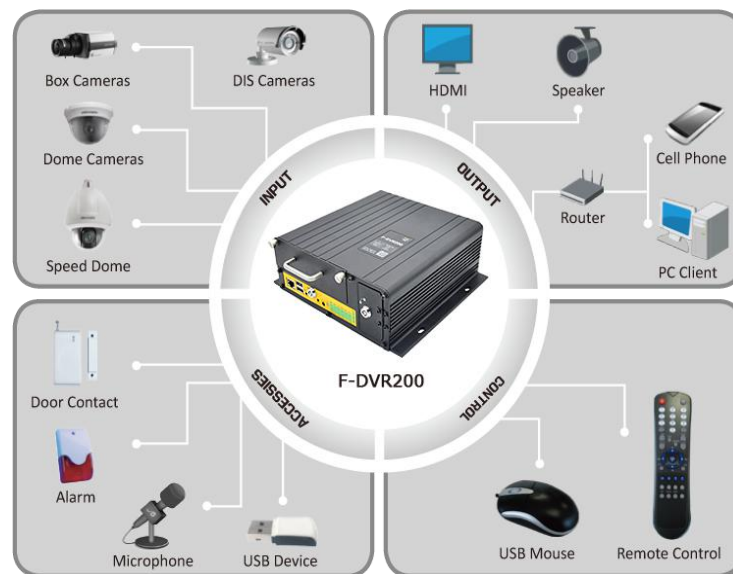 Box Cameras
DIS Cameras
Dome Cameras
Speed Dome
INPUT
HDMI
Speaker
Cell Phone
Router
PC Client
OUTPUT
F-DVR200
Door Contact
Alarm
Microphone
USB Device
ACCESSIES
CONTROL
USB Mouse
Remote Control